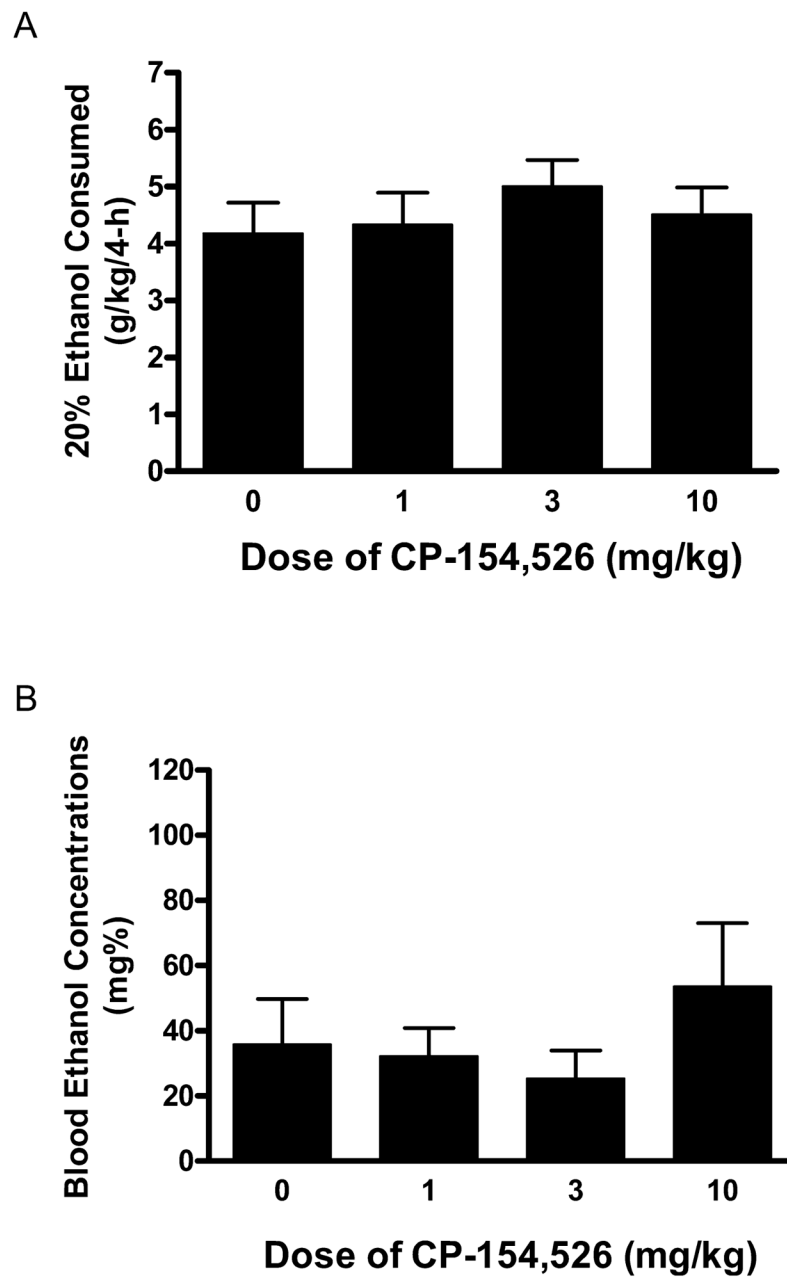 A
20% Ethanol Consumed
(g/kg/4-h)
7
6
5
4
3
2
1
0
0 1 3 10
Dose of CP-154,526 (mg/kg)
B
Blood Ethanol Concentrations
(mg%)
120
100
80
60
40
20
0
0 1 3 10
Dose of CP-154,526 (mg/kg)